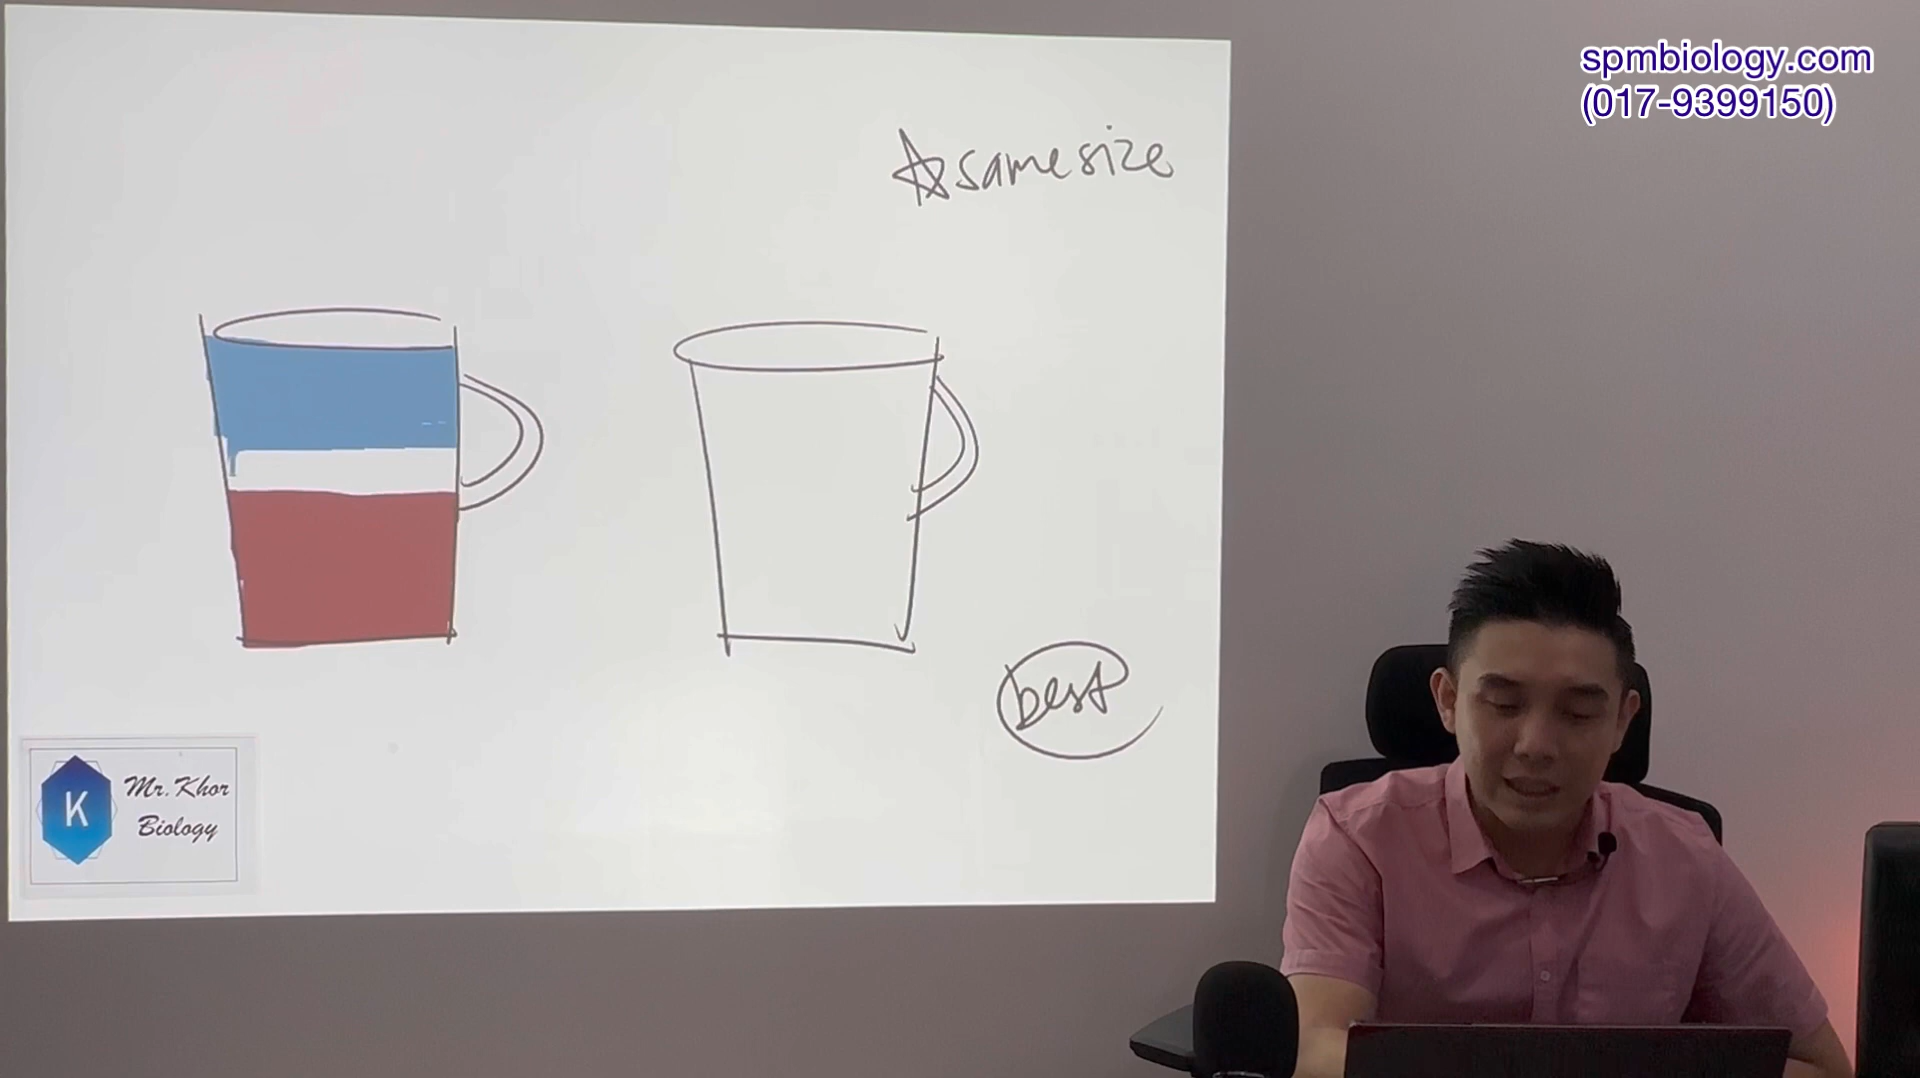 spmbiology.com
(017-9399150)
same size
best
K
Mr. Khor
Biology